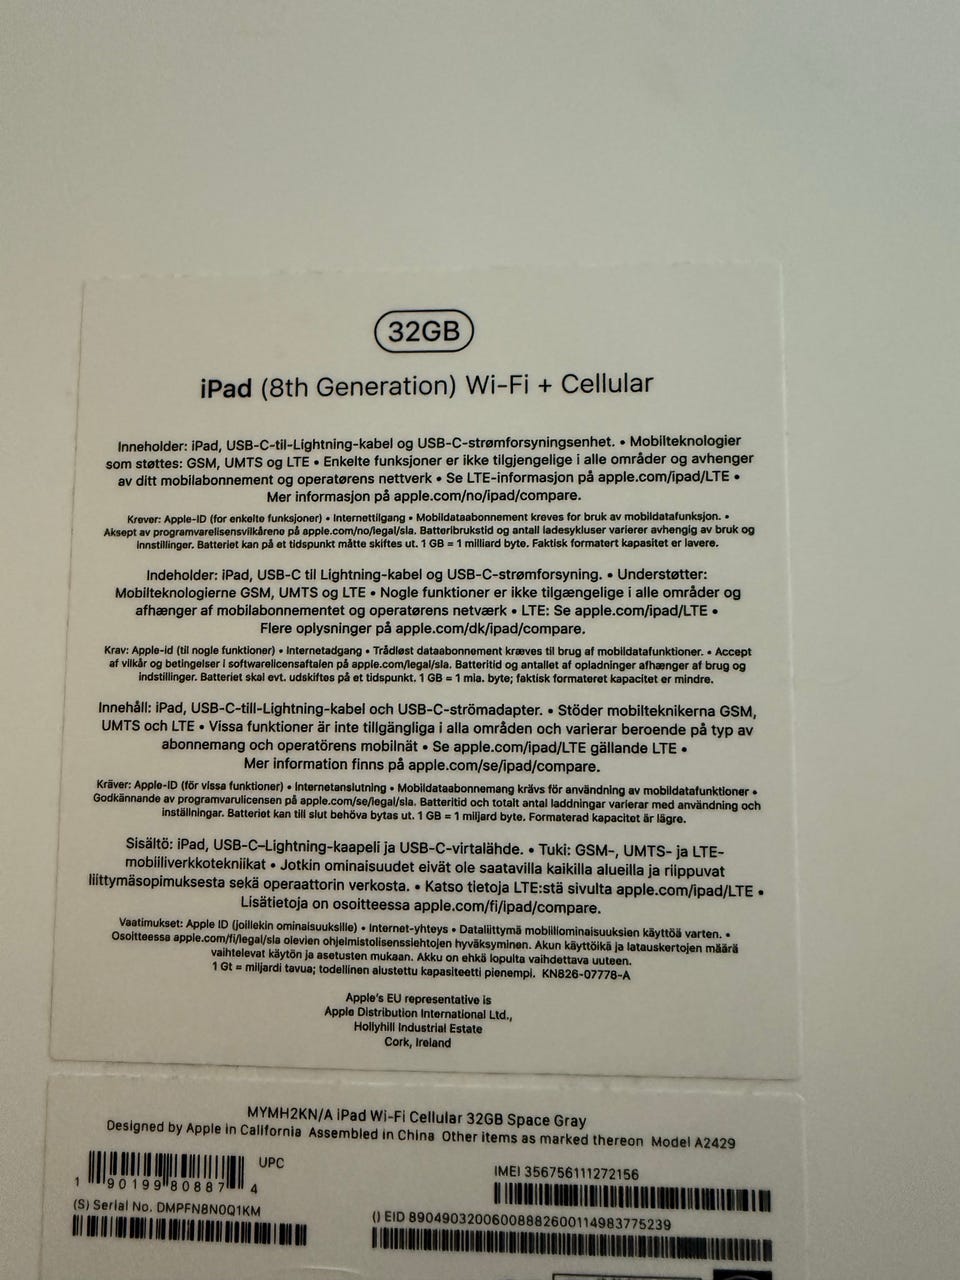 32GB
iPad (8th Generation) Wi-Fi + Cellular
Inneholder: iPad, USB-C-til-Lightning-kabel og USB-C-strømforsyningsenhet. • Mobilteknologier
som støttes: GSM, UMTS og LTE • Enkelte funksjoner er ikke tilgjengelige i alle områder og avhenger
av ditt mobilabonnement og operatørens nettverk • Se LTE-informasjon på apple.com/ipad/LTE •
Mer informasjon på apple.com/no/ipad/compare.
Krever: Apple-ID (for enkelte funksjoner) • Internettilgang • Mobildataabonnement kreves for bruk av mobildatafunksjon. •
Aksept av programvarelisensvilkårene på apple.com/no/legal/sla. Batteribrukstid og antall ladesykluser varierer avhengig av bruk og
innstillinger. Batteriet kan på et tidspunkt måtte skiftes ut. 1 GB = 1 milliard byte. Faktisk formatert kapasitet er lavere.
Indeholder: iPad, USB-C til Lightning-kabel og USB-C-strømforsyning. • Understøtter:
Mobilteknologierne GSM, UMTS og LTE • Nogle funktioner er ikke tilgængelige i alle områder og
afhænger af mobilabonnementet og operatørens netværk • LTE: Se apple.com/ipad/LTE •
Flere oplysninger på apple.com/dk/ipad/compare.
Krav: Apple-id (til nogle funktioner) • Internetadgang • Trådløst dataabonnement kræves til brug af mobildatafunktioner. • Accept
af vilkår og betingelser i softwarelicensaftalen på apple.com/legal/sla. Batteritid og antallet af opladninger afhænger af brug og
indstillinger. Batteriet skal evt. udskiftes på et tidspunkt. 1 GB = 1 mia. byte; faktisk formateret kapacitet er mindre.
Innehåll: iPad, USB-C-till-Lightning-kabel och USB-C-strömadapter. • Stöder mobilteknikerna GSM,
UMTS och LTE • Vissa funktioner är inte tillgängliga i alla områden och varierar beroende på typ av
abonnemang och operatörens mobilnät • Se apple.com/ipad/LTE gällande LTE •
Mer information finns på apple.com/se/ipad/compare.
Kräver: Apple-ID (för vissa funktioner) • Internetanslutning • Mobildataabonnemang krävs för användning av mobildatafunktioner •
Godkännande av programvarulicensen på apple.com/se/legal/sla. Batteritid och totalt antal laddningar varierar med användning och
inställningar. Batteriet kan till slut behöva bytas ut. 1 GB = 1 miljard byte. Formaterad kapacitet är lägre.
Sisältö: iPad, USB-C–Lightning-kaapeli ja USB-C-virtalähde. • Tuki: GSM-, UMTS- ja LTE-
mobiiliverkkotekniikat • Jotkin ominaisuudet eivät ole saatavilla kaikilla alueilla ja riippuvat
liittymäsopimuksesta sekä operaattorin verkosta. • Katso tietoja LTE:stä sivulta apple.com/ipad/LTE •
Lisätietoja on osoitteessa apple.com/fi/ipad/compare.
Vaatimukset: Apple ID (joillekin ominaisuuksille) • Internet-yhteys • Dataliittymä mobiiliominaisuuksien käyttöä varten. •
Osoitteessa apple.com/fi/legal/sla olevien ohjelmistolisenssiehtojen hyväksyminen. Akun käyttöikä ja latauskertojen määrä
vaihtelevat käytön ja asetusten mukaan. Akku on ehkä lopulta vaihdettava uuteen.
1 Gt = miljardi tavua; todellinen alustettu kapasiteetti pienempi. KN826-07778-A
Apple's EU representative is
Apple Distribution International Ltd.,
Hollyhill Industrial Estate
Cork, Ireland
MYMH2KN/A iPad Wi-Fi Cellular 32GB Space Gray
Designed by Apple in California Assembled in China Other items as marked thereon Model A2429
UPC
1 90199 80887 4
IMEI 356756111272156
(S) Serial No. DMPFN8N0Q1KM
() EID 89049032006008882600114983775239